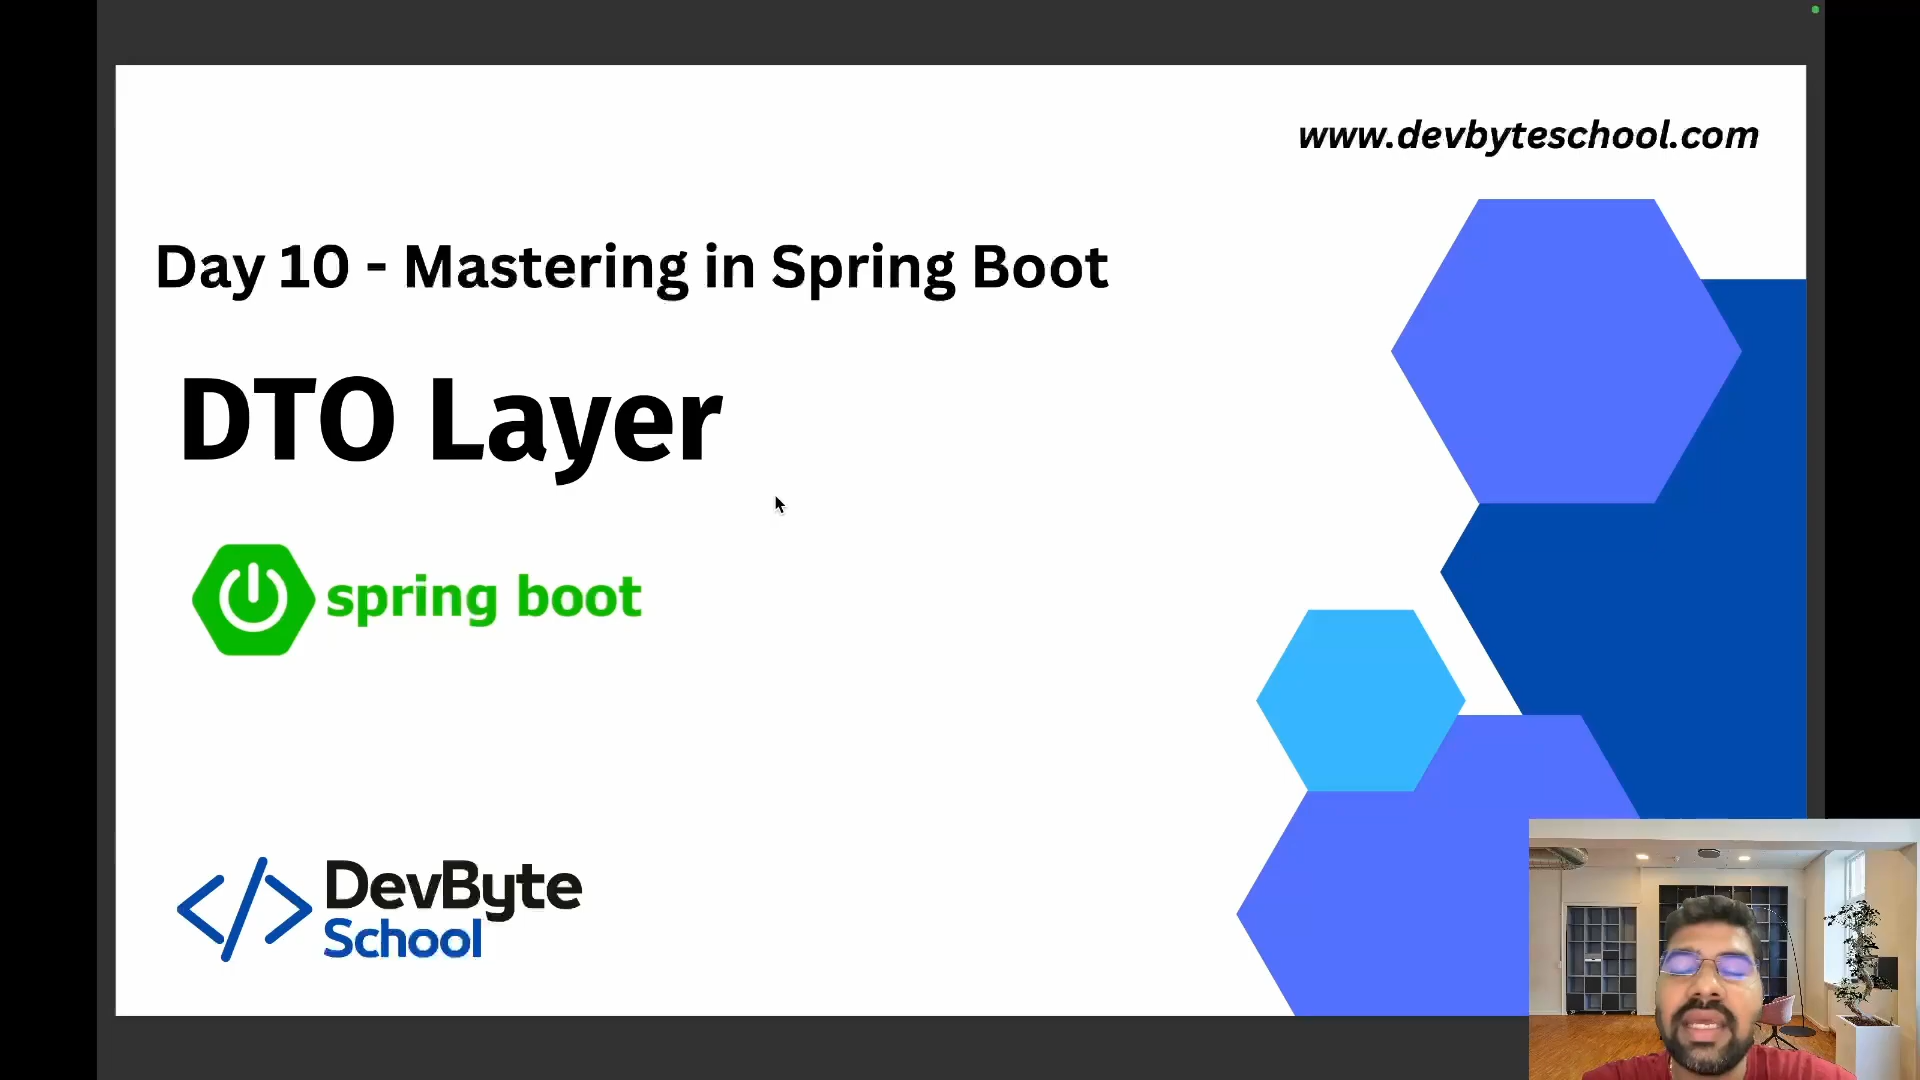 www.devbyteschool.com
Day 10 - Mastering in Spring Boot
DTO Layer
spring boot
</> DevByte
School